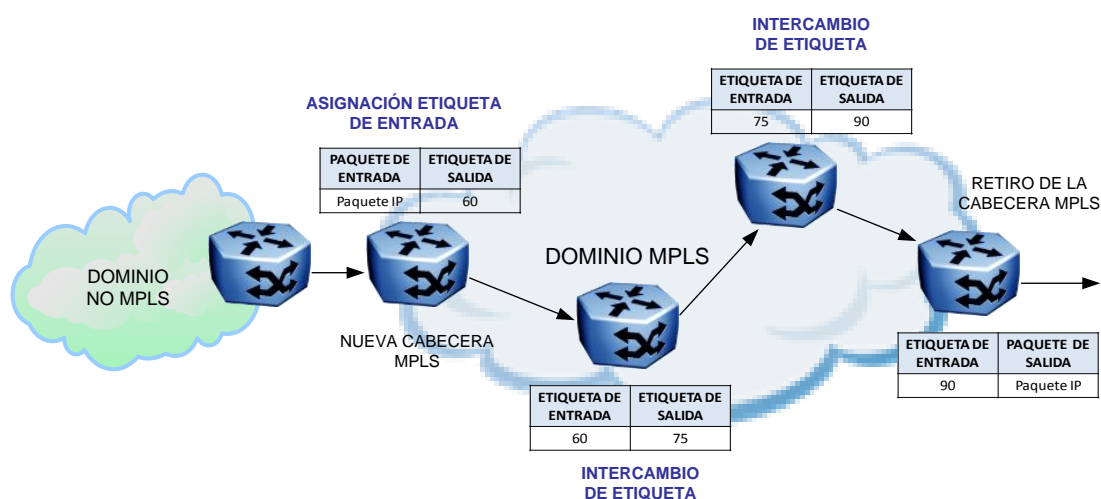 INTERCAMBIO
DE ETIQUETA
ETIQUETA DE ENTRADA ETIQUETA DE SALIDA
75 90
ASIGNACIÓN ETIQUETA
DE ENTRADA
PAQUETE DE ENTRADA ETIQUETA DE SALIDA
Paquete IP 60
RETIRO DE LA
CABECERA MPLS
DOMINIO
NO MPLS
DOMINIO MPLS
NUEVA CABECERA
MPLS
ETIQUETA DE ENTRADA PAQUETE DE SALIDA
90 Paquete IP
ETIQUETA DE ENTRADA ETIQUETA DE SALIDA
60 75
INTERCAMBIO
DE ETIQUETA